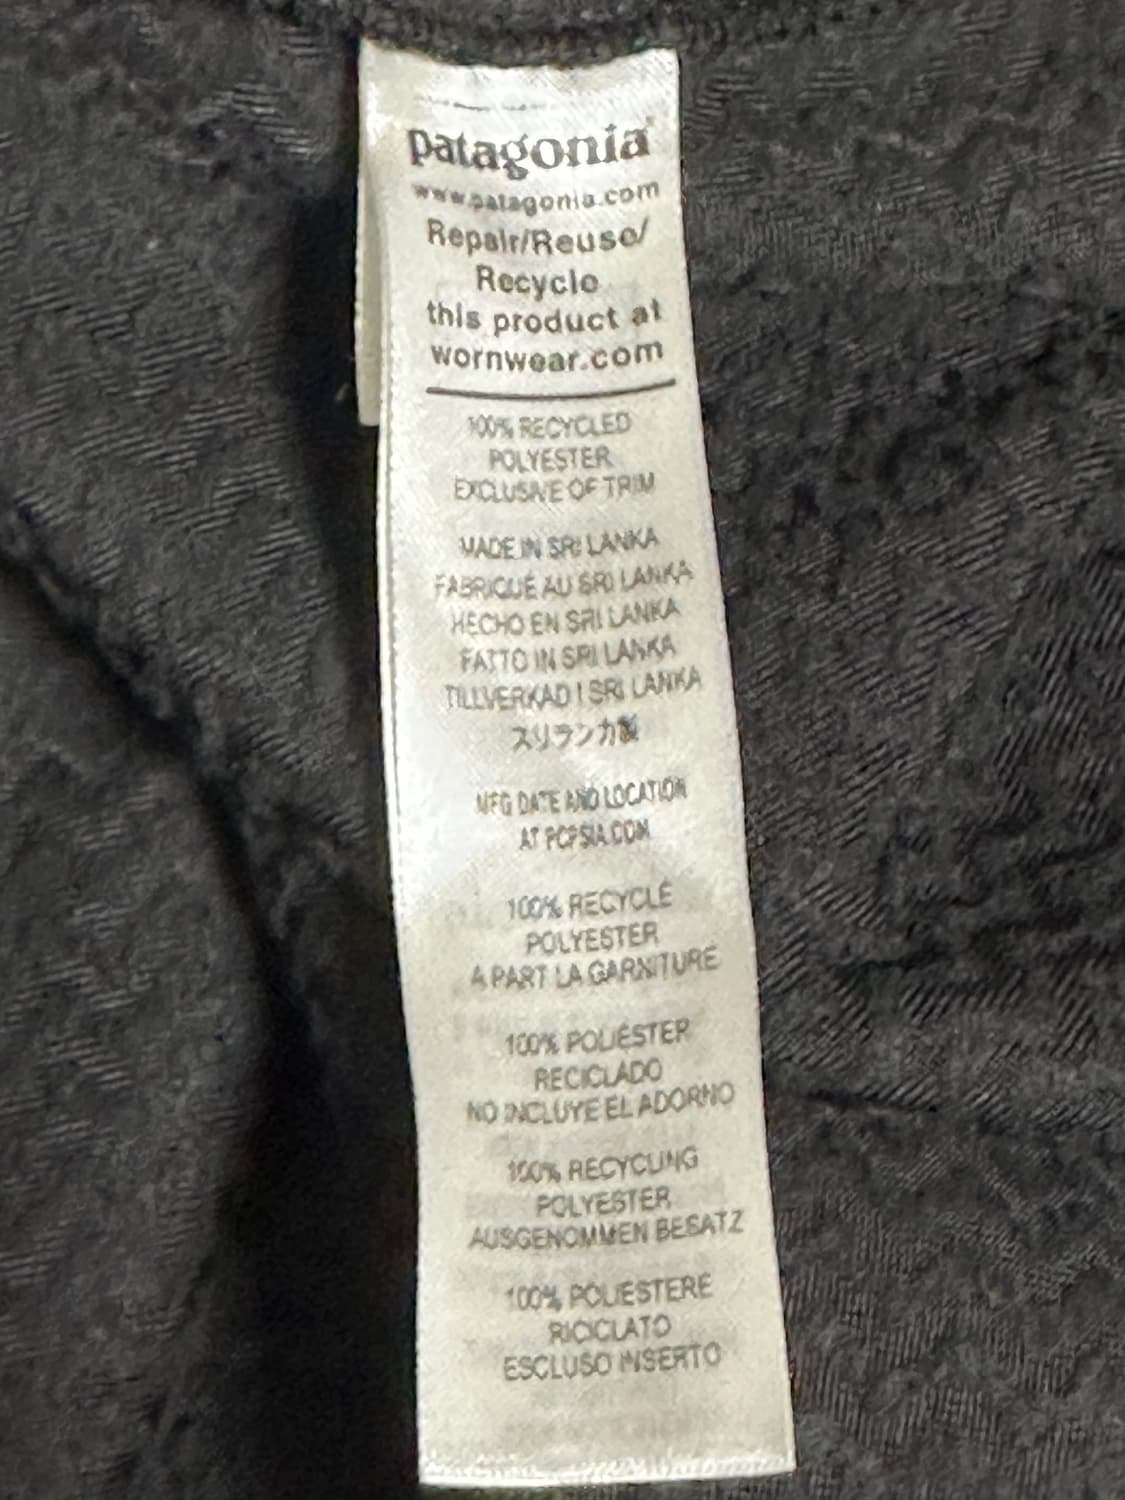 patagonia®
www.patagonia.com
Repair/Reuse/
Recycle
this product at
wornwear.com
100% RECYCLED
POLYESTER
EXCLUSIVE OF TRIM
MADE IN SRI LANKA
FABRIQUÉ AU SRI LANKA
HECHO EN SRI LANKA
FATTO IN SRI LANKA
TILLVERKAD I SRI LANKA
スリランカ製
MFG DATE AND LOCATION
AT PCPSIA.COM
100% RECYCLÉ
POLYESTER
A PART LA GARNITURE
100% POLIÉSTER
RECICLADO
NO INCLUYE EL ADORNO
100% RECYCLING
POLYESTER
AUSGENOMMEN BESATZ
100% POLIESTERE
RICICLATO
ESCLUSO INSERTO